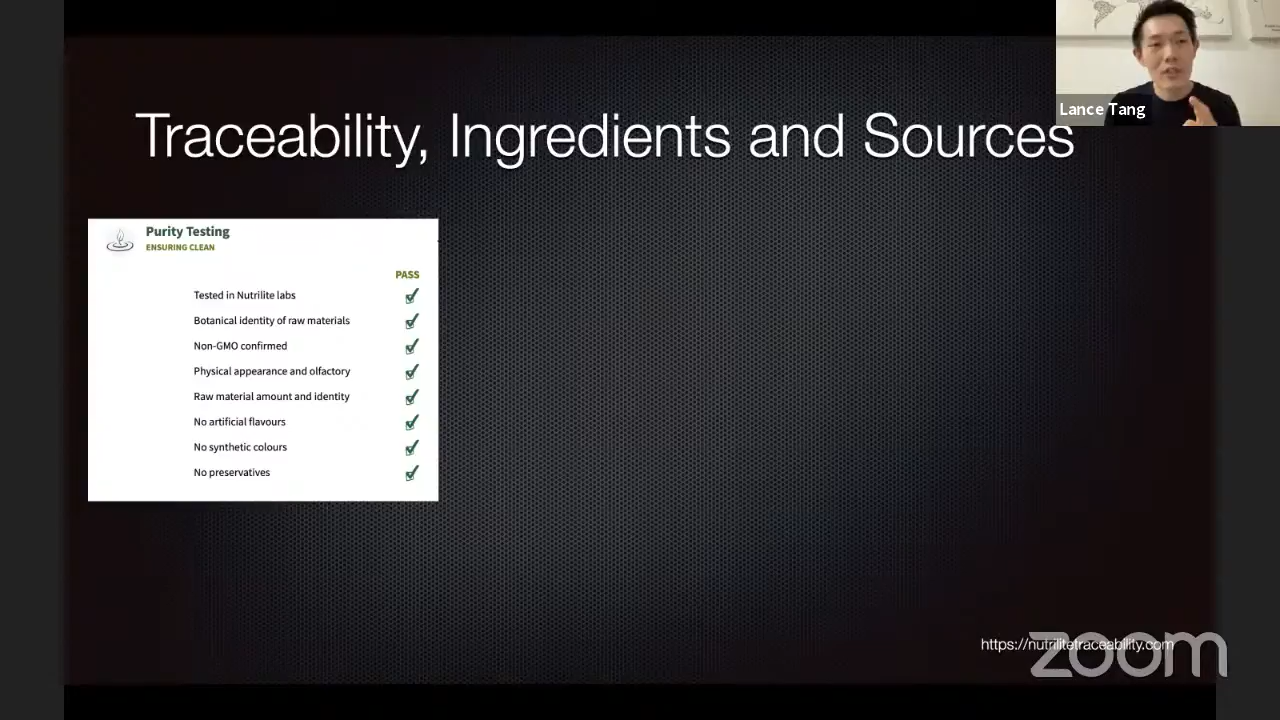 Lance Tang
Traceability, Ingredients and Sources
Purity Testing
ENSURING CLEAN
PASS
Tested in Nutrilite labs
Botanical identity of raw materials
Non-GMO confirmed
Physical appearance and olfactory
Raw material amount and identity
No artificial flavours
No synthetic colours
No preservatives
https://nutrilitetraceability.com
zoom